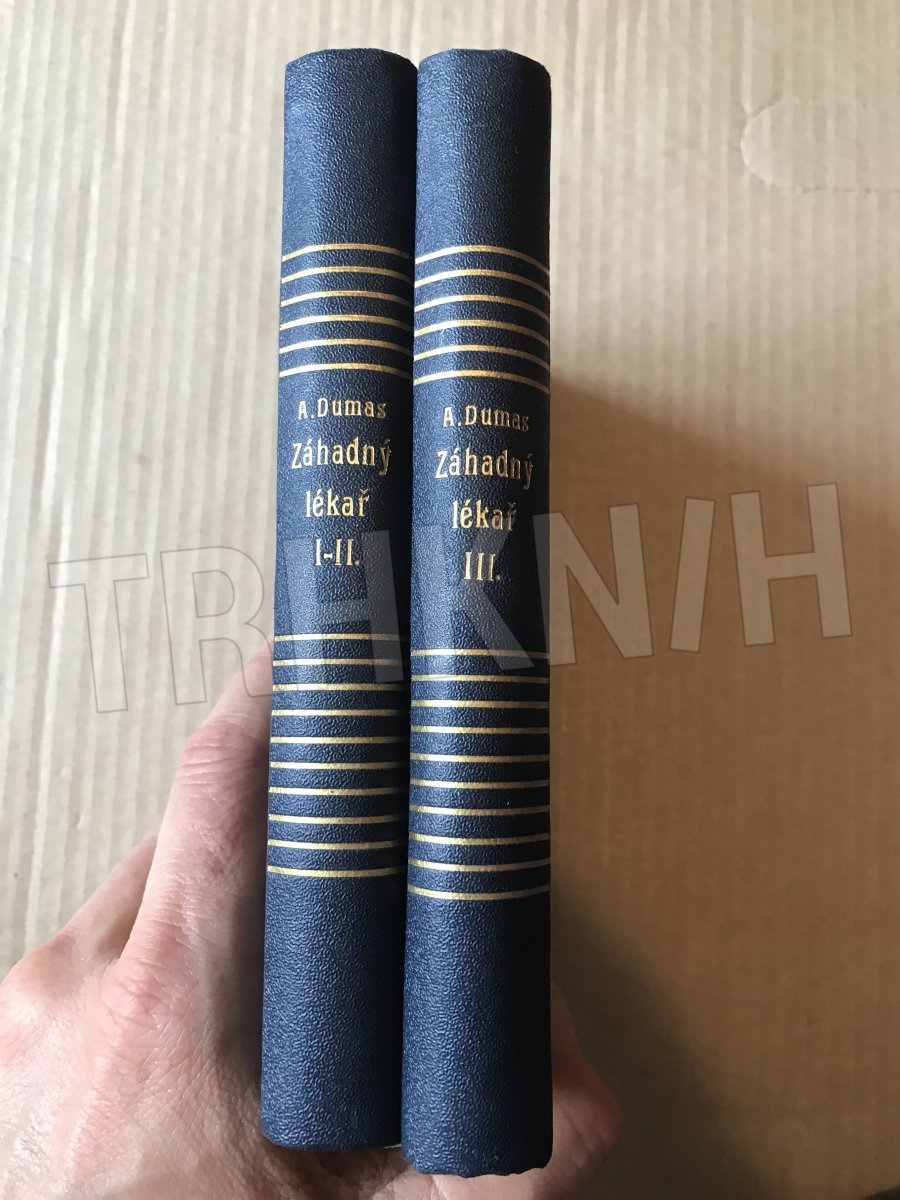 A.Dumas
Záhadný
lékař
I-II.
A.Dumas
Záhadný
lékař
III.
TRHKNIH